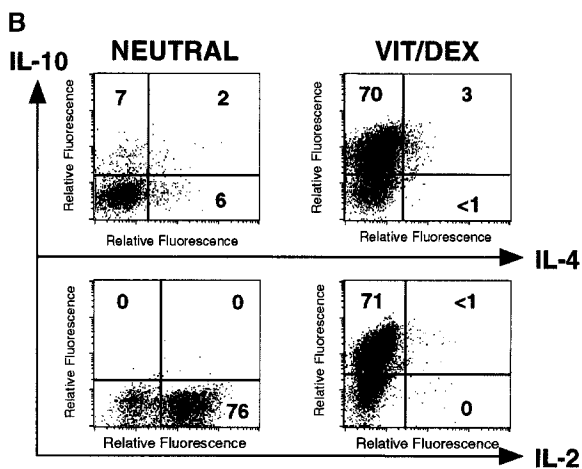 B
NEUTRAL VIT/DEX
IL-10
Relative Fluorescence
7 2
6
Relative Fluorescence
Relative Fluorescence
70 3
<1
Relative Fluorescence
IL-4
Relative Fluorescence
0 0
76
Relative Fluorescence
Relative Fluorescence
71 <1
0
Relative Fluorescence
IL-2